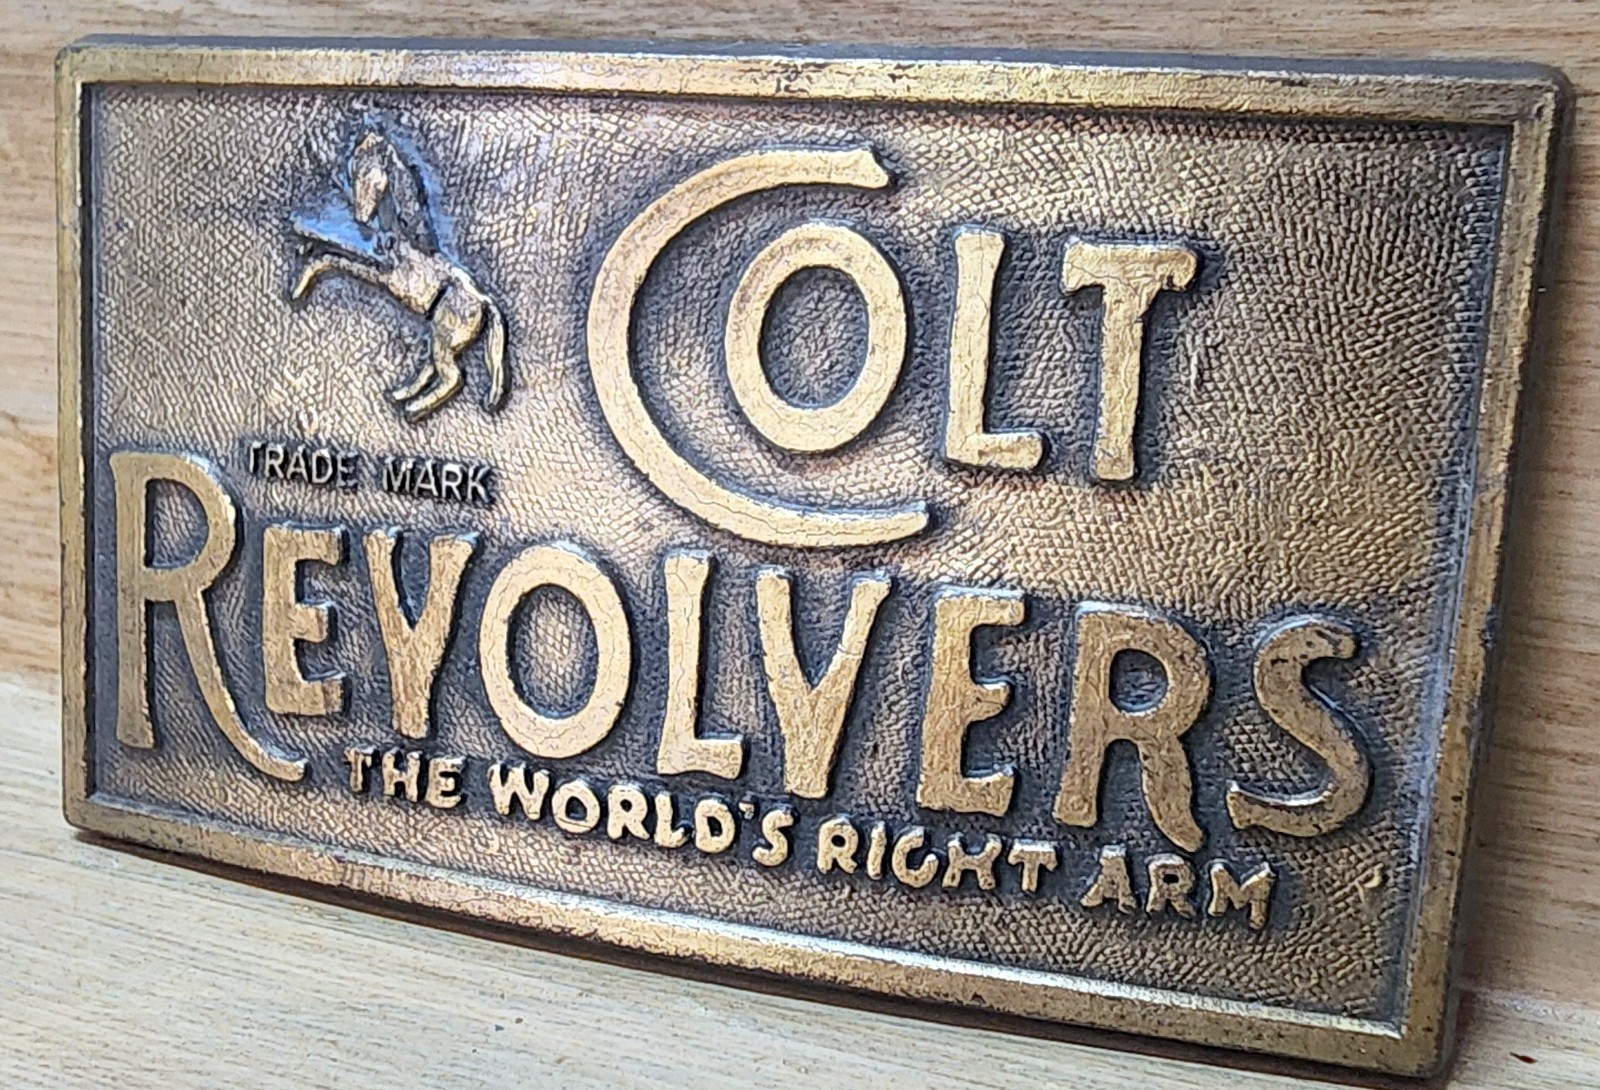 COLT
TRADE MARK
REVOLVERS
THE WORLD'S RIGHT ARM